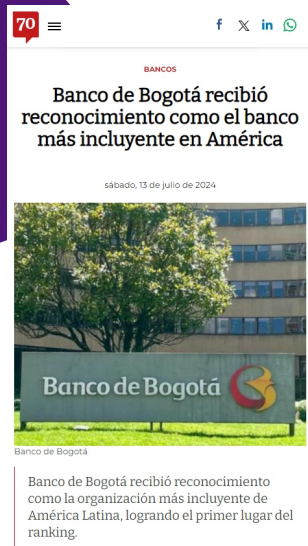 70
BANCOS
Banco de Bogotá recibió
reconocimiento como el banco
más incluyente en América
sábado, 13 de julio de 2024
Banco de Bogotá
Banco de Bogotá
Banco de Bogotá recibió reconocimiento
como la organización más incluyente de
América Latina, logrando el primer lugar del
ranking.